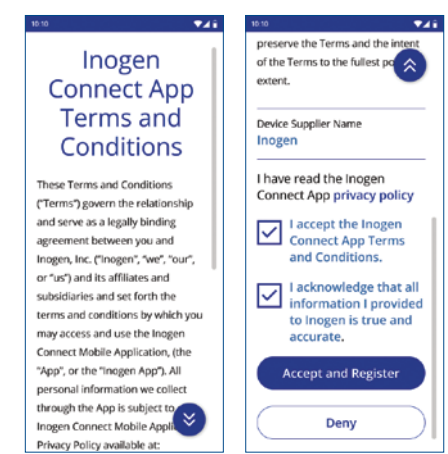 10:10
Inogen
Connect App
Terms and
Conditions
These Terms and Conditions
("Terms") govern the relationship
and serve as a legally binding
agreement between you and
Inogen, Inc. ("Inogen", "we", "our",
or "us") and its affiliates and
subsidiaries and set forth the
terms and conditions by which you
may access and use the Inogen
Connect Mobile Application, (the
"App", or the "Inogen App"). All
personal information we collect
through the App is subject to
Inogen Connect Mobile
Privacy Policy available at:
10:10
preserve the Terms and the intent
of the Terms to the fullest
extent.
Device Supplier Name
Inogen
I have read the Inogen
Connect App privacy policy
I accept the Inogen
Connect App Terms
and Conditions.
I acknowledge that all
information I provided
to Inogen is true and
accurate.
Accept and Register
Deny